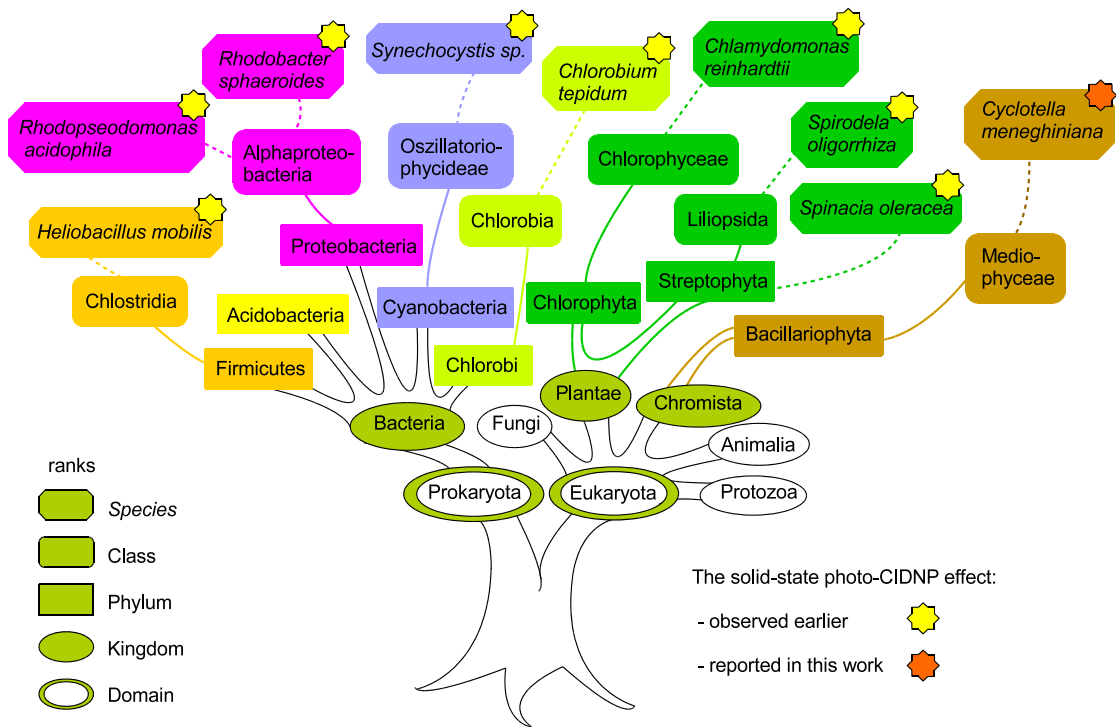 Rhodobacter
sphaeroides
Synechocystis sp.
Chlorobium
tepidum
Chlamydomonas
reinhardtii
Cyclotella
meneghiniana
Rhodopseodomonas
acidophila
Alphaproteo-
bacteria
Oszillatorio-
phycideae
Chlorophyceae
Spirodela
oligorrhiza
Heliobacillus mobilis
Proteobacteria
Chlorobia
Liliopsida
Spinacia oleracea
Medio-
phyceae
Chlostridia
Acidobacteria
Cyanobacteria
Chlorophyta
Streptophyta
Bacillariophyta
Firmicutes
Chlorobi
Plantae
Chromista
Bacteria
Fungi
Animalia
Prokaryota
Eukaryota
Protozoa
ranks
Species
Class
Phylum
Kingdom
Domain
The solid-state photo-CIDNP effect:
- observed earlier
- reported in this work